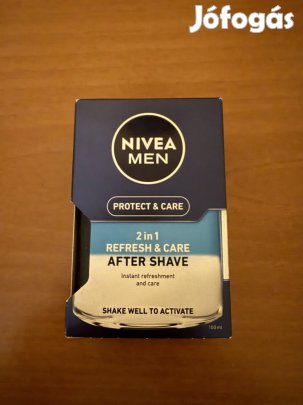 Jófogás
NIVEA
MEN
PROTECT & CARE
2 in 1
REFRESH & CARE
AFTER SHAVE
instant refreshment
and care
SHAKE WELL TO ACTIVATE
100 ml